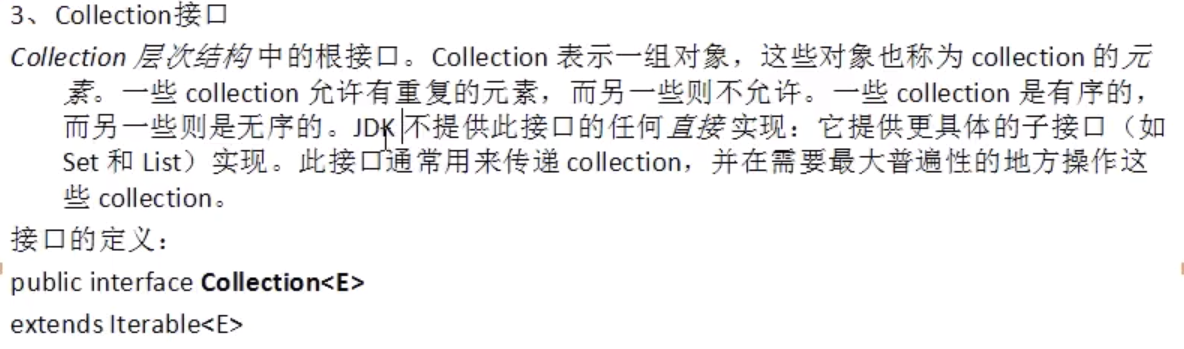 3、Collection接口
Collection 层次结构 中的根接口。Collection 表示一组对象，这些对象也称为 collection 的元
素。一些 collection 允许有重复的元素，而另一些则不允许。一些 collection 是有序的，
而另一些则是无序的。JDK 不提供此接口的任何直接 实现：它提供更具体的子接口（如
Set 和 List）实现。此接口通常用来传递 collection，并在需要最大普遍性的地方操作这
些 collection。
接口的定义：
public interface Collection<E>
extends Iterable<E>